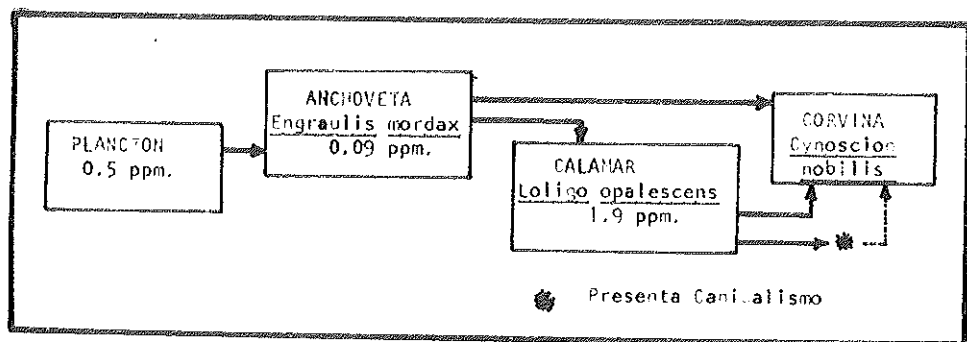 PLANCTON
0.5 ppm.
ANCHOVETA
Engraulis mordax
0.09 ppm.
CALAMAR
Loligo opalescens
1.9 ppm.
CORVINA
Cynoscion
nobilis
Presenta Canibalismo